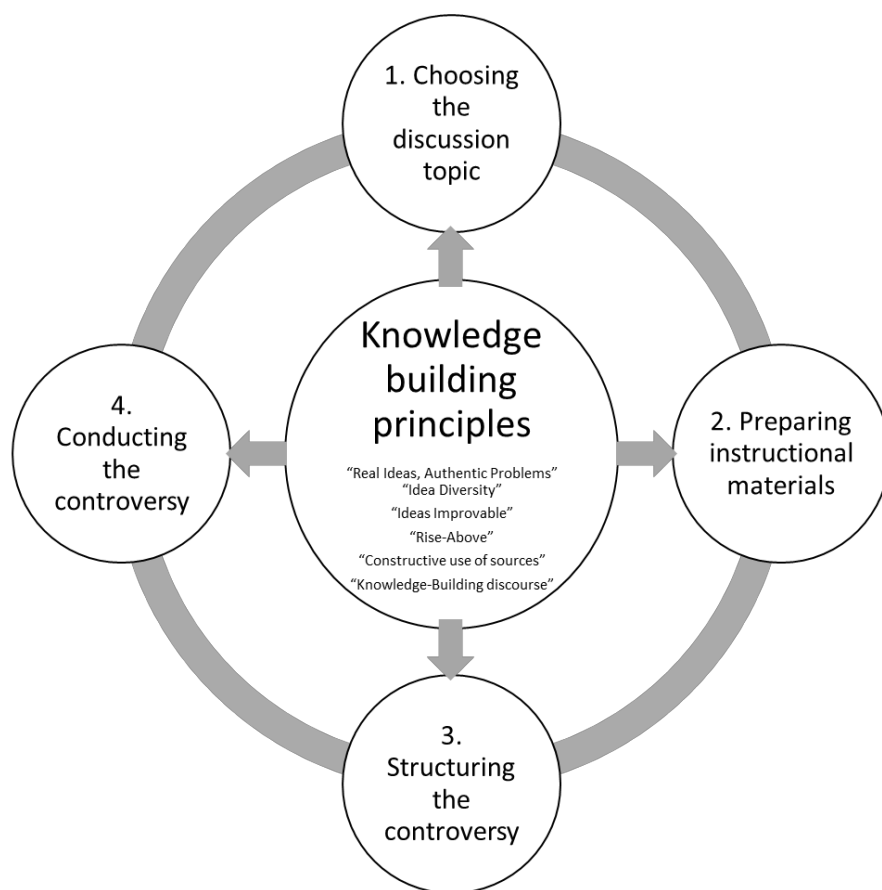 1. Choosing
the
discussion
topic
Knowledge
building
principles
“Real Ideas, Authentic Problems”
“Idea Diversity”
“Ideas Improvable”
“Rise-Above”
“Constructive use of sources”
“Knowledge-Building discourse”
2. Preparing
instructional
materials
3.
Structuring
the
controversy
4.
Conducting
the
controversy